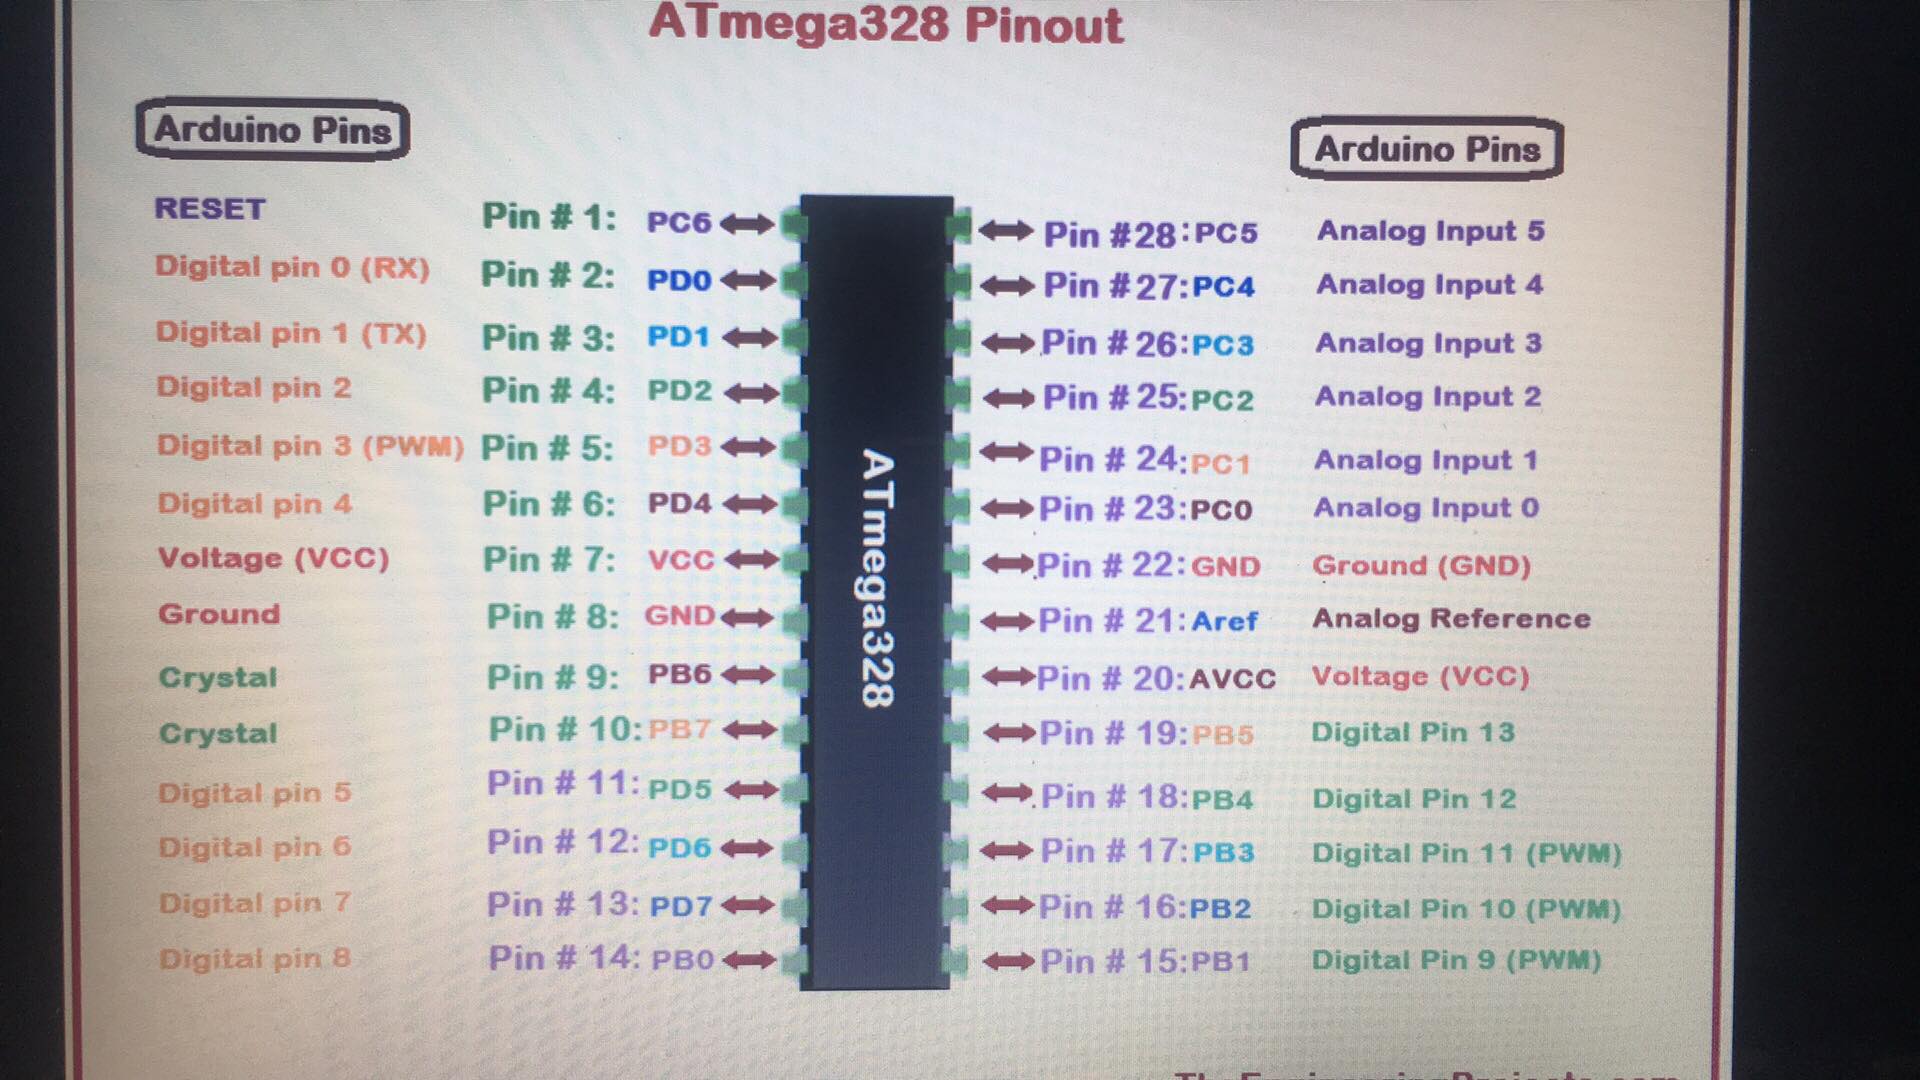 ATmega328 Pinout
Arduino Pins
Arduino Pins
RESET Pin # 1: PC6 Pin #28:PC5 Analog Input 5
Digital pin 0 (RX) Pin # 2: PD0 Pin #27:PC4 Analog Input 4
Digital pin 1 (TX) Pin # 3: PD1 Pin # 26:PC3 Analog Input 3
Digital pin 2 Pin # 4: PD2 Pin # 25:PC2 Analog Input 2
Digital pin 3 (PWM) Pin # 5: PD3 Pin # 24:PC1 Analog Input 1
Digital pin 4 Pin # 6: PD4 Pin # 23:PC0 Analog Input 0
Voltage (VCC) Pin # 7: VCC Pin # 22:GND Ground (GND)
Ground Pin # 8: GND Pin # 21:Aref Analog Reference
Crystal Pin # 9: PB6 Pin # 20:AVCC Voltage (VCC)
Crystal Pin # 10: PB7 Pin # 19:PB5 Digital Pin 13
Digital pin 5 Pin # 11: PD5 Pin # 18:PB4 Digital Pin 12
Digital pin 6 Pin # 12: PD6 Pin # 17:PB3 Digital Pin 11 (PWM)
Digital pin 7 Pin # 13: PD7 Pin # 16:PB2 Digital Pin 10 (PWM)
Digital pin 8 Pin # 14: PB0 Pin # 15:PB1 Digital Pin 9 (PWM)
ATmega328